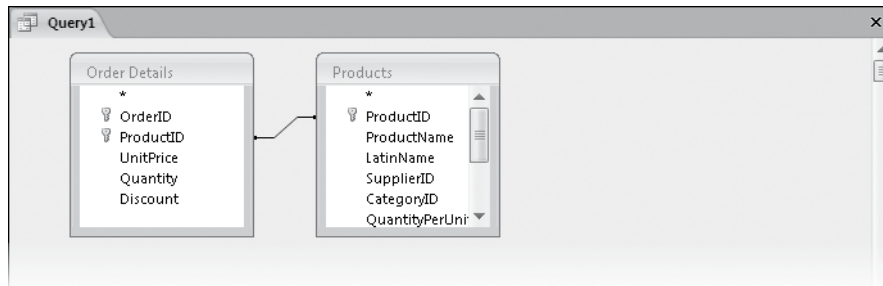 Query1
Order Details
*
OrderID
ProductID
UnitPrice
Quantity
Discount
Products
*
ProductID
ProductName
LatinName
SupplierID
CategoryID
QuantityPerUni